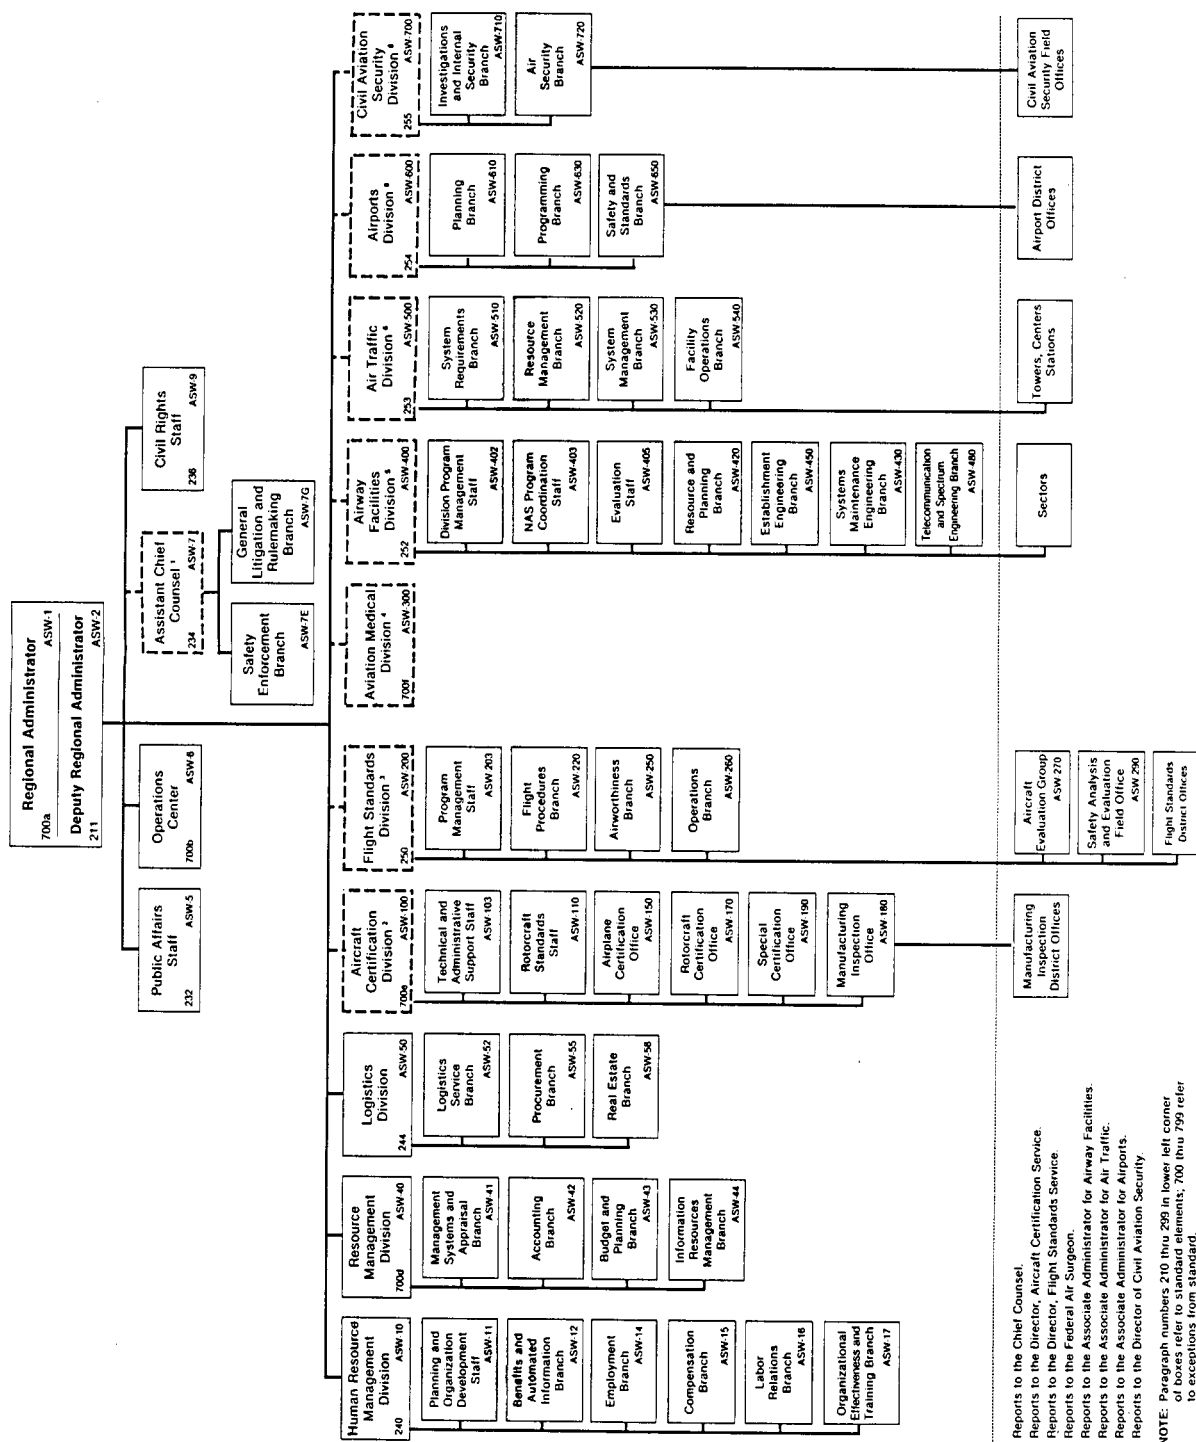 Regional Administrator
700a ASW-1
Deputy Regional Administrator
211 ASW-2
Public Affairs
Staff
232 ASW-5
Operations
Center
700b ASW-6
Assistant Chief
Counsel ¹
234 ASW-7
Civil Rights
Staff
236 ASW-9
Safety
Enforcement
Branch
ASW-7E
General
Litigation and
Rulemaking
Branch
ASW-7G
Human Resource
Management
Division
240 ASW-10
Planning and
Organization
Development
Staff
ASW-11
Benefits and
Automated
Information
Branch
ASW-12
Employment
Branch
ASW-14
Compensation
Branch
ASW-15
Labor
Relations
Branch
ASW-16
Organizational
Effectiveness and
Training Branch
ASW-17
Resource
Management
Division
700d ASW-40
Management
Systems and
Appraisal
Branch
ASW-41
Accounting
Branch
ASW-42
Budget and
Planning
Branch
ASW-43
Information
Resources
Management
Branch
ASW-44
Logistics
Division
244 ASW-50
Logistics
Service
Branch
ASW-52
Procurement
Branch
ASW-55
Real Estate
Branch
ASW-58
Aircraft
Certification
Division ²
700e ASW-100
Technical and
Administrative
Support Staff
ASW-103
Rotorcraft
Standards
Staff
ASW-110
Airplane
Certification
Office
ASW-150
Rotorcraft
Certification
Office
ASW-170
Special
Certification
Office
ASW-190
Manufacturing
Inspection
Office
ASW-180
Manufacturing
Inspection
District Offices
Flight Standards
Division ³
250 ASW-200
Program
Management
Staff
ASW 203
Flight
Procedures
Branch
ASW-220
Airworthiness
Branch
ASW-250
Operations
Branch
ASW-260
Aircraft
Evaluation Group
ASW 270
Safety Analysis
and Evaluation
Field Office
ASW 290
Flight Standards
District Offices
Aviation Medical
Division ⁴
700f ASW-300
Airway
Facilities
Division ⁵
252 ASW-400
Division Program
Management
Staff
ASW-402
NAS Program
Coordination
Staff
ASW-403
Evaluation
Staff
ASW-405
Resource and
Planning
Branch
ASW-420
Establishment
Engineering
Branch
ASW-450
Systems
Maintenance
Engineering
Branch
ASW-430
Telecommunication
and Spectrum
Engineering Branch
ASW-480
Sectors
Air Traffic
Division ⁶
253 ASW-500
System
Requirements
Branch
ASW-510
Resource
Management
Branch
ASW-520
System
Management
Branch
ASW-530
Facility
Operations
Branch
ASW-540
Towers, Centers
Stations
Airports
Division
254 ASW-600
Planning
Branch
ASW-610
Programming
Branch
ASW-630
Safety and
Standards
Branch
ASW-650
Airport District
Offices
Civil Aviation
Security
Division
255 ASW-700
Investigations
and Internal
Security
Branch
ASW-710
Air
Security
Branch
ASW-720
Civil Aviation
Security Field
Offices
Reports to the Chief Counsel.
Reports to the Director, Aircraft Certification Service.
Reports to the Director, Flight Standards Service.
Reports to the Federal Air Surgeon.
Reports to the Associate Administrator for Airway Facilities.
Reports to the Associate Administrator for Air Traffic.
Reports to the Associate Administrator for Airports.
Reports to the Director of Civil Aviation Security.
NOTE: Paragraph numbers 210 thru 299 in lower left corner
of boxes refer to standard elements; 700 thru 799 refer
to exceptions from standard.